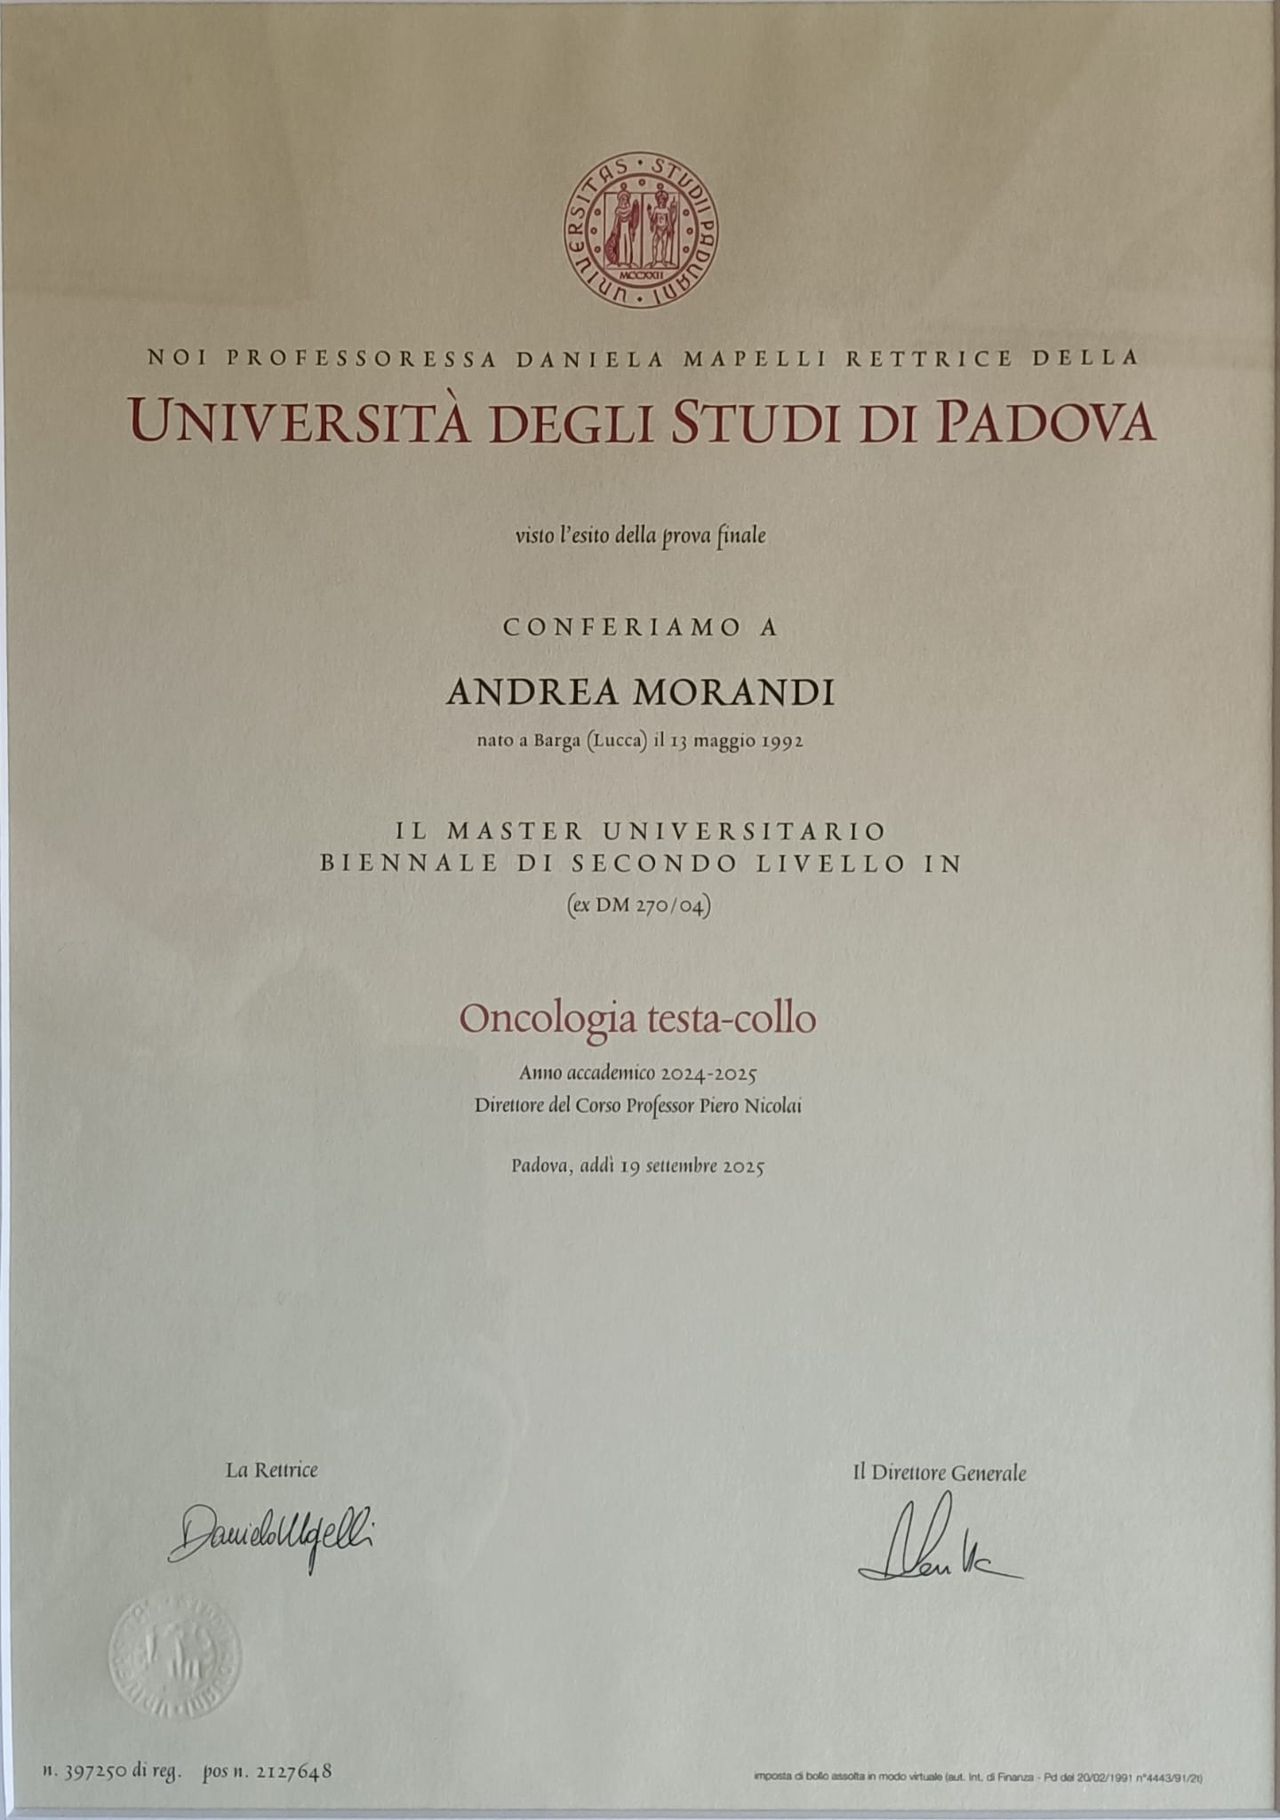 UNIVERSITAS · STUDII PADUANI ·
MCCXXII
NOI PROFESSORESSA DANIELA MAPELLI RETTRICE DELLA
UNIVERSITÀ DEGLI STUDI DI PADOVA
visto l'esito della prova finale
CONFERIAMO A
ANDREA MORANDI
nato a Barga (Lucca) il 13 maggio 1992
IL MASTER UNIVERSITARIO
BIENNALE DI SECONDO LIVELLO IN
(ex DM 270/04)
Oncologia testa-collo
Anno accademico 2024-2025
Direttore del Corso Professor Piero Nicolai
Padova, addì 19 settembre 2025
La Rettrice
Il Direttore Generale
n. 397250 di reg. pos n. 2127648
imposta di bollo assolta in modo virtuale (aut. Int. di Finanza - Pd del 20/02/1991 n°4443/91/2t)